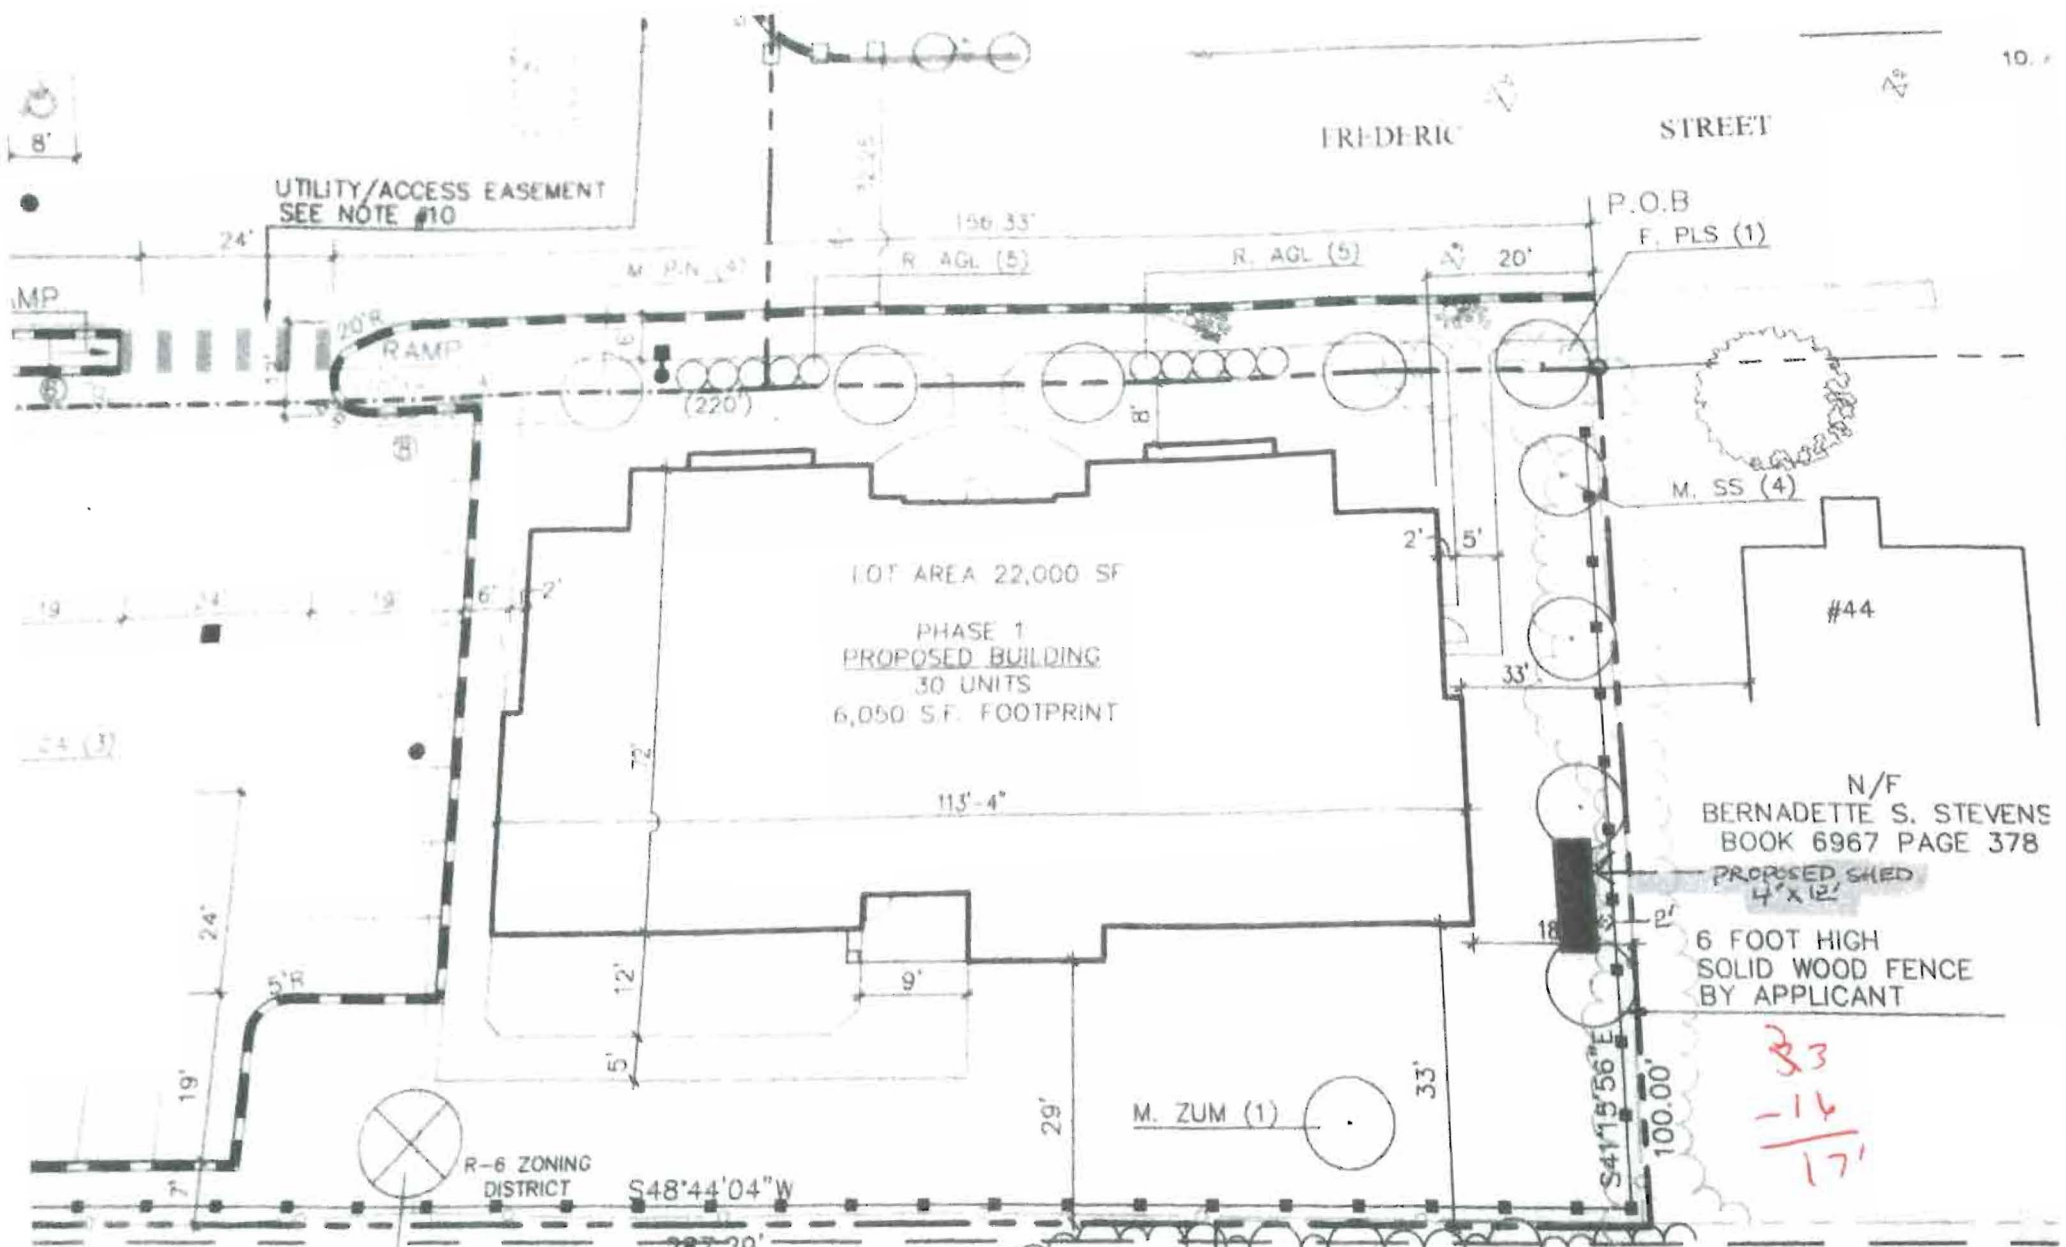 10.
8'
FREDERIC STREET
UTILITY/ACCESS EASEMENT
SEE NOTE #10
32.25
P.O.B
156.33'
F. PLS (1)
24'
R. AGL (5)
R. AGL (5)
20'
20'R
RAMP
6'
(220')
8'
M. SS (4)
2'
5'
LOT AREA 22,000 SF
#44
19
24'
19'
6'
2'
PHASE 1
PROPOSED BUILDING
30 UNITS
6,050 S.F. FOOTPRINT
33'
72'
113'-4"
N/F
BERNADETTE S. STEVENS
BOOK 6967 PAGE 378
PROPOSED SHED
4'x12'
2'
18
6 FOOT HIGH
SOLID WOOD FENCE
BY APPLICANT
24'
12'
9'
5'R
5'
19'
29'
M. ZUM (1)
33'
S41°15'56"E
100.00'
33
-16
17'
R-6 ZONING
DISTRICT
S48°44'04"W
7'